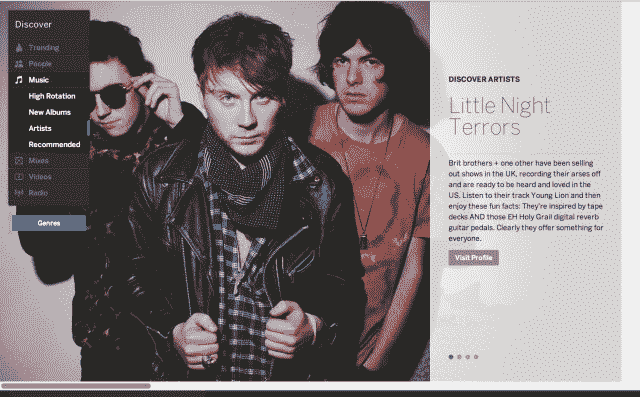 Discover
Trending
People
Music
High Rotation
New Albums
Artists
Recommended
Mixes
Videos
Radio
Genres
DISCOVER ARTISTS
Little Night
Terrors
Brit brothers + one other have been selling
out shows in the UK, recording their arses off
and are ready to be heard and loved in the
US. Listen to their track Young Lion and then
enjoy these fun facts: They're inspired by tape
decks AND those EH Holy Grail digital reverb
guitar pedals. Clearly they offer something for
everyone.
Visit Profile